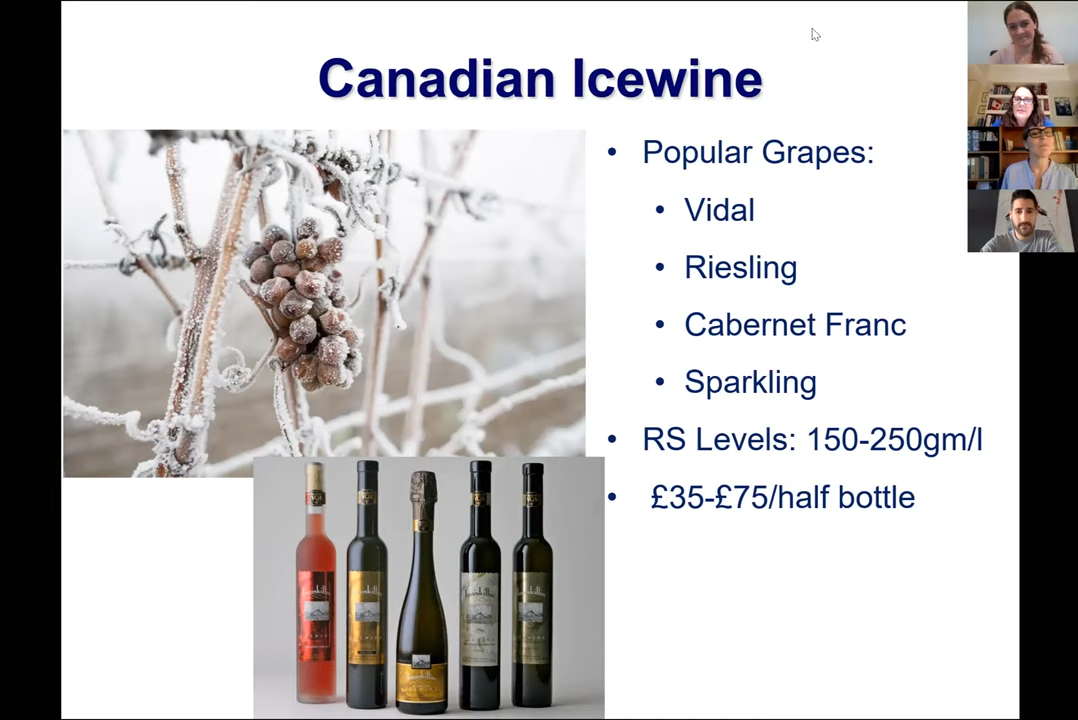 Canadian Icewine
• Popular Grapes:
• Vidal
• Riesling
• Cabernet Franc
• Sparkling
• RS Levels: 150-250gm/l
• £35-£75/half bottle